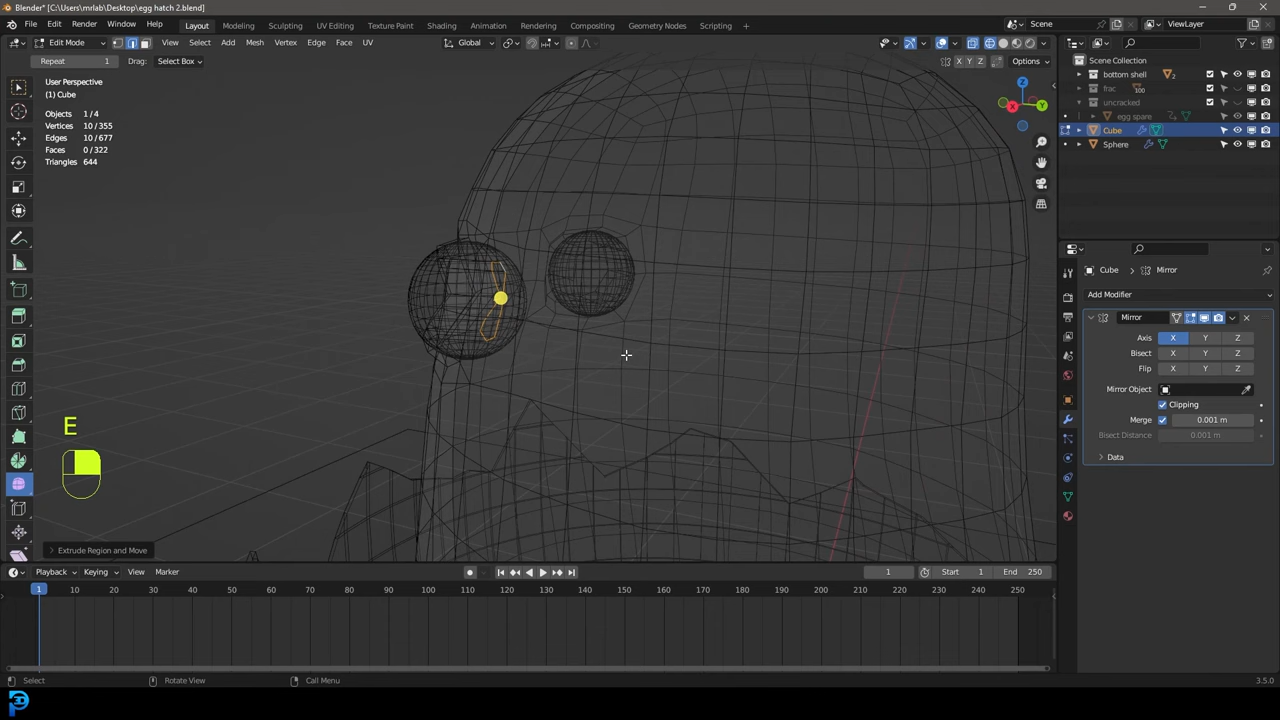 Blender* [C:\Users\mrlab\Desktop\egg hatch 2.blend]
File Edit Render Window Help Layout Modeling Sculpting UV Editing Texture Paint Shading Animation Rendering Compositing Geometry Nodes Scripting + Scene ViewLayer
Edit Mode View Select Add Mesh Vertex Edge Face UV Global
Repeat 1 Drag: Select Box X Y Z Options
User Perspective
(1) Cube
Objects 1/4
Vertices 10/355
Edges 10/677
Faces 0/322
Triangles 644
Z
Y
X
E
Extrude Region and Move
Scene Collection
bottom shell 2
frac 100
uncracked
egg spare
Cube
Sphere
Cube Mirror
Add Modifier
Mirror
Axis X Y Z
Bisect X Y Z
Flip X Y Z
Mirror Object
Clipping
Merge 0.001 m
Bisect Distance 0.001 m
Data
Playback Keying View Marker 1 Start 1 End 250
1 10 20 30 40 50 60 70 80 90 100 110 120 130 140 150 160 170 180 190 200 210 220 230 240 250
Select Rotate View Call Menu 3.5.0